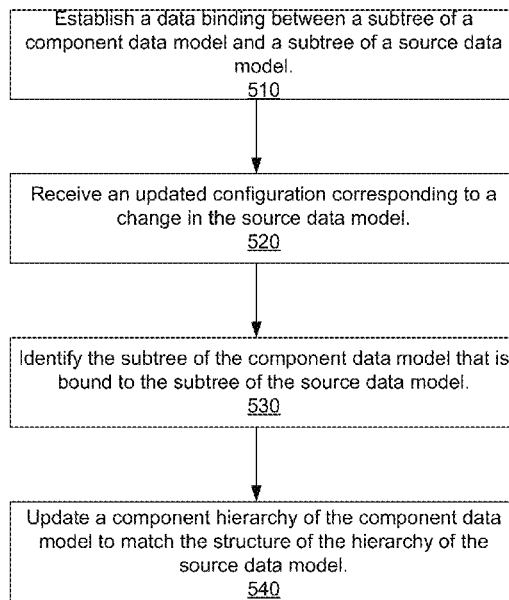 Establish a data binding between a subtree of a
component data model and a subtree of a source data
model.
510
Receive an updated configuration corresponding to a
change in the source data model.
520
Identify the subtree of the component data model that is
bound to the subtree of the source data model.
530
Update a component hierarchy of the component data
model to match the structure of the hierarchy of the
source data model.
540